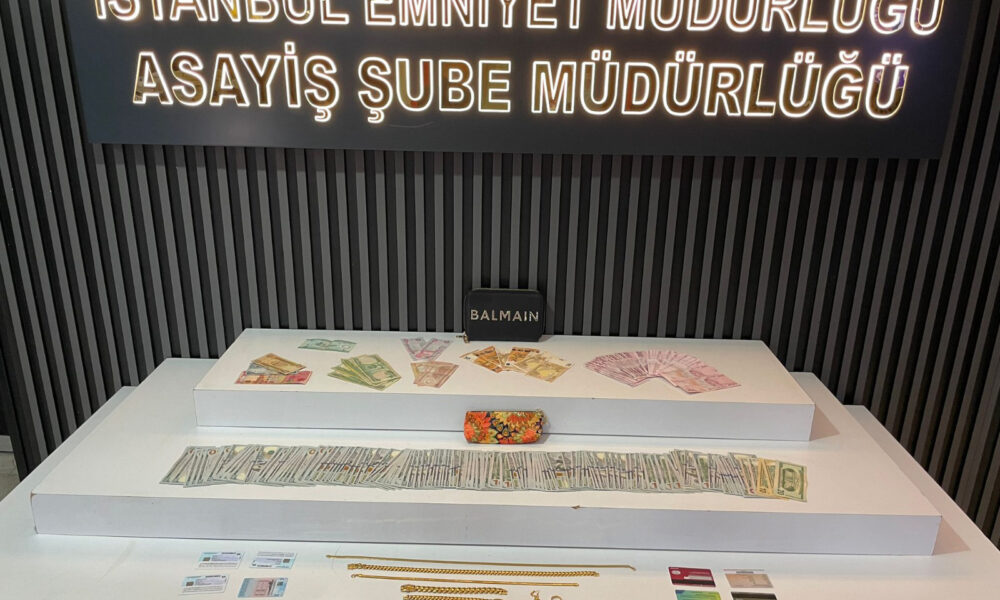 İSTANBUL EMNİYET MÜDÜRLÜĞÜ
ASAYİŞ ŞUBE MÜDÜRLÜĞÜ
BALMAIN